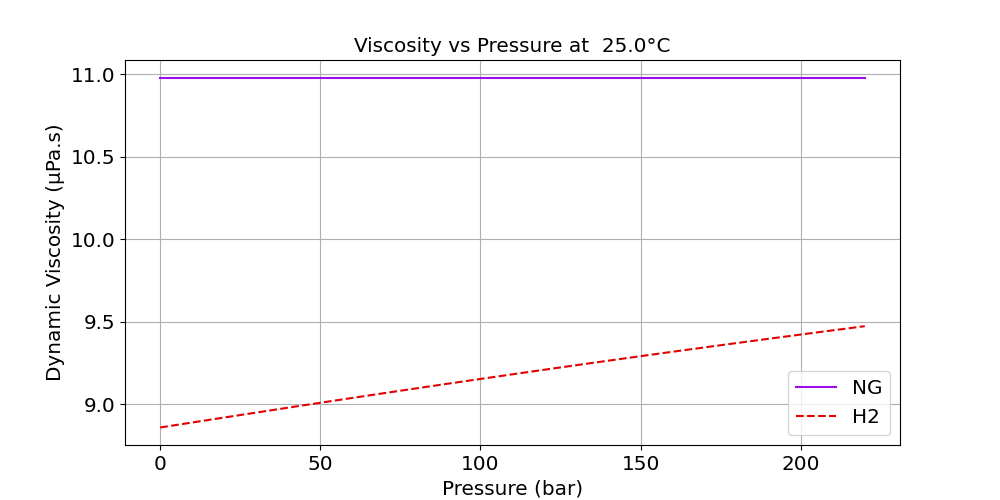 Viscosity vs Pressure at  25.0°C
Dynamic Viscosity (μPa.s)
11.0
10.5
10.0
9.5
9.0
0 50 100 150 200
Pressure (bar)
NG
H2